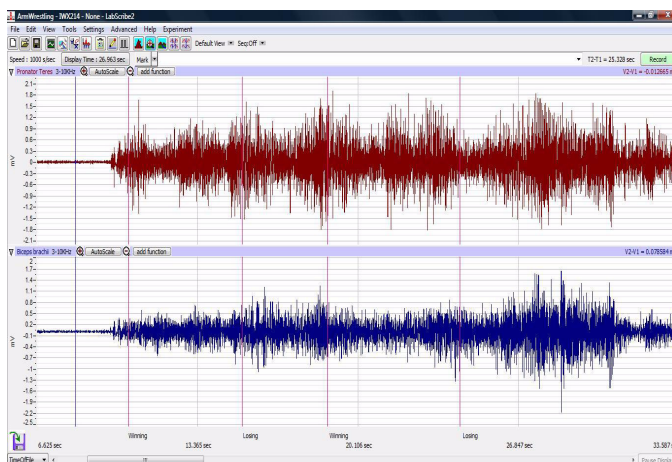 ArmWrestling - IWX214 - None - LabScribe2
File Edit View Tools Settings Advanced Help Experiment
Default View Seq:Off
Speed : 1000 s/sec Display Time : 26.963 sec Mark T2-T1 = 25.328 sec Record
Pronator Teres 3-10KHz AutoScale add function V2-V1 = -0.012665 m
2.1
1.8
1.5
1.2
0.9
0.6
0.3
0
-0.3
-0.6
-0.9
-1.2
-1.5
-1.8
-2.1
mV
Biceps brachii 3-10KHz AutoScale add function V2-V1 = 0.079594 m
2
1.7
1.4
1.1
0.8
0.5
0.2
-0.1
-0.4
-0.7
-1
-1.3
-1.6
-1.9
-2.2
-2.5
mV
Winning Losing Winning Losing
6.625 sec 13.365 sec 20.106 sec 26.847 sec 33.587
TimeOfFile Pause Display